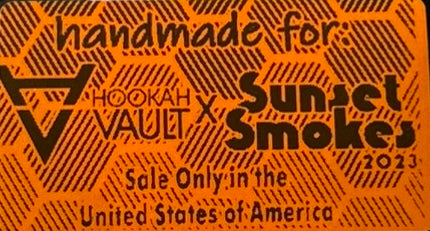 handmade for:
HOOKAH VAULT X Sunset Smokes
2023
Sale Only in the
United States of America